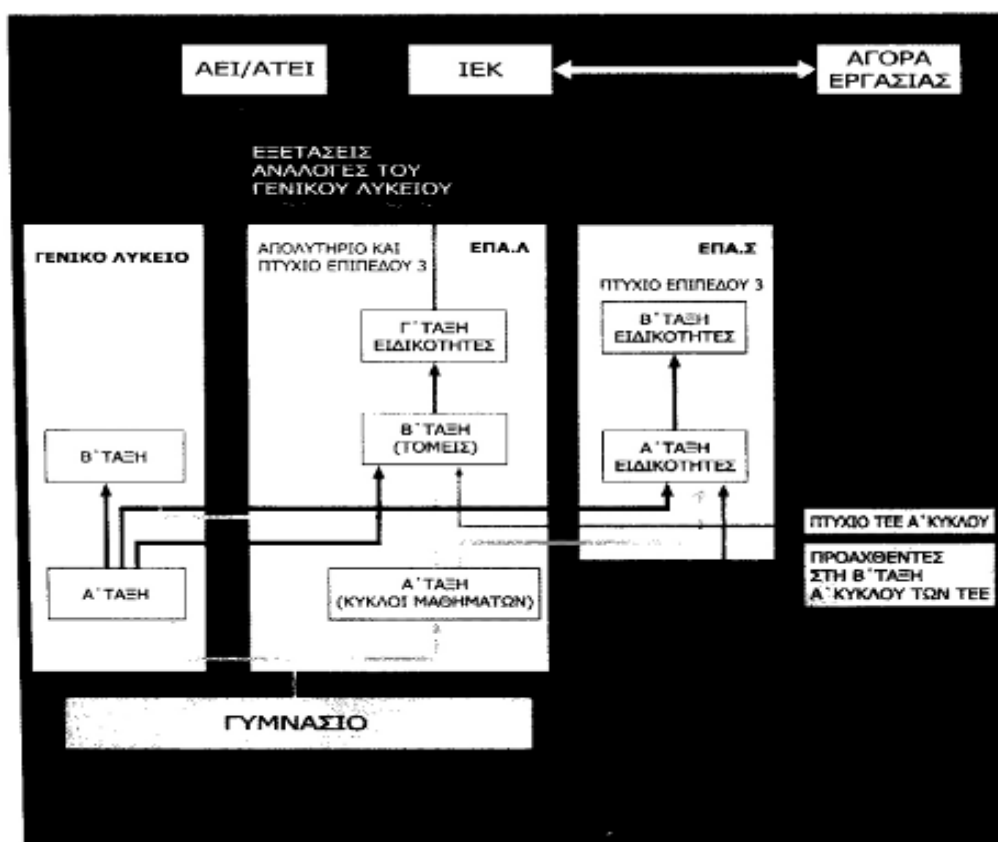 ΑΕΙ/ΑΤΕΙ
ΙΕΚ
ΑΓΟΡΑ
ΕΡΓΑΣΙΑΣ
ΕΞΕΤΑΣΕΙΣ
ΑΝΑΛΟΓΕΣ ΤΟΥ
ΓΕΝΙΚΟΥ ΛΥΚΕΙΟΥ
ΓΕΝΙΚΟ ΛΥΚΕΙΟ
Β΄ΤΑΞΗ
Α΄ΤΑΞΗ
ΑΠΟΛΥΤΗΡΙΟ ΚΑΙ
ΠΤΥΧΙΟ ΕΠΙΠΕΔΟΥ 3
ΕΠΑ.Λ
Γ΄ΤΑΞΗ
ΕΙΔΙΚΟΤΗΤΕΣ
Β΄ΤΑΞΗ
(ΤΟΜΕΙΣ)
Α΄ΤΑΞΗ
(ΚΥΚΛΟΙ ΜΑΘΗΜΑΤΩΝ)
ΕΠΑ.Σ
ΠΤΥΧΙΟ ΕΠΙΠΕΔΟΥ 3
Β΄ΤΑΞΗ
ΕΙΔΙΚΟΤΗΤΕΣ
Α΄ΤΑΞΗ
ΕΙΔΙΚΟΤΗΤΕΣ
ΠΤΥΧΙΟ ΤΕΕ Α΄ΚΥΚΛΟΥ
ΠΡΟΑΧΘΕΝΤΕΣ
ΣΤΗ Β΄ΤΑΞΗ
Α΄ΚΥΚΛΟΥ ΤΩΝ ΤΕΕ
ΓΥΜΝΑΣΙΟ